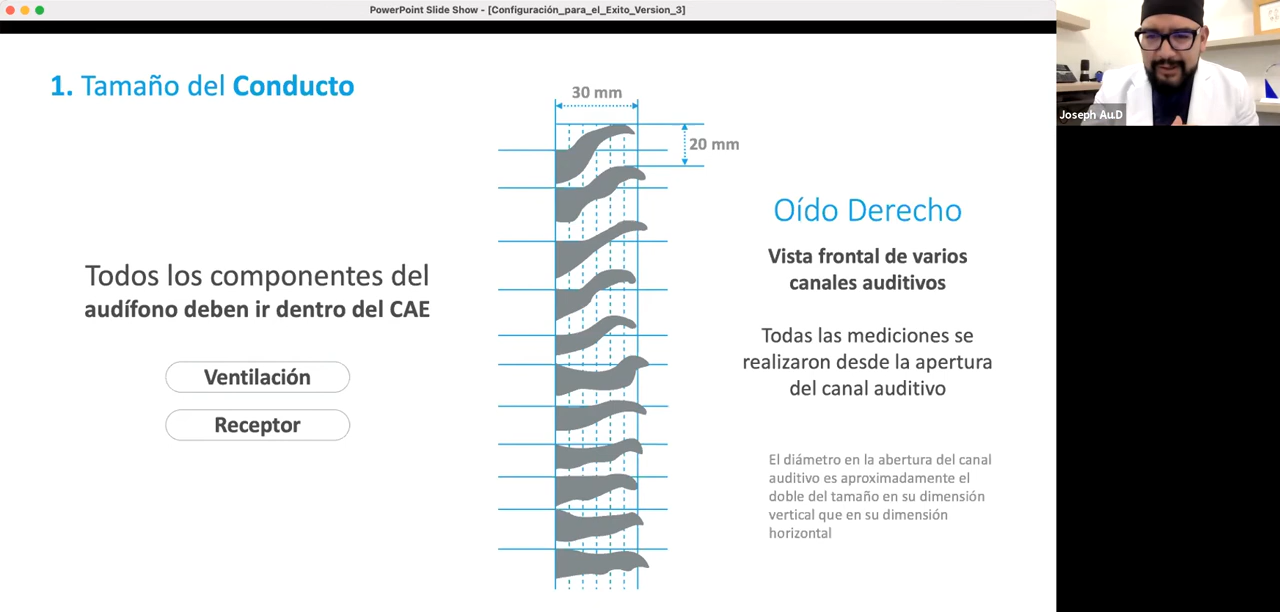 PowerPoint Slide Show - [Configuración_para_el_Exito_Version_3]
1. Tamaño del Conducto
30 mm
20 mm
Todos los componentes del
audífono deben ir dentro del CAE
Ventilación
Receptor
Oído Derecho
Vista frontal de varios
canales auditivos
Todas las mediciones se
realizaron desde la apertura
del canal auditivo
El diámetro en la abertura del canal
auditivo es aproximadamente el
doble del tamaño en su dimensión
vertical que en su dimensión
horizontal
Joseph Au.D